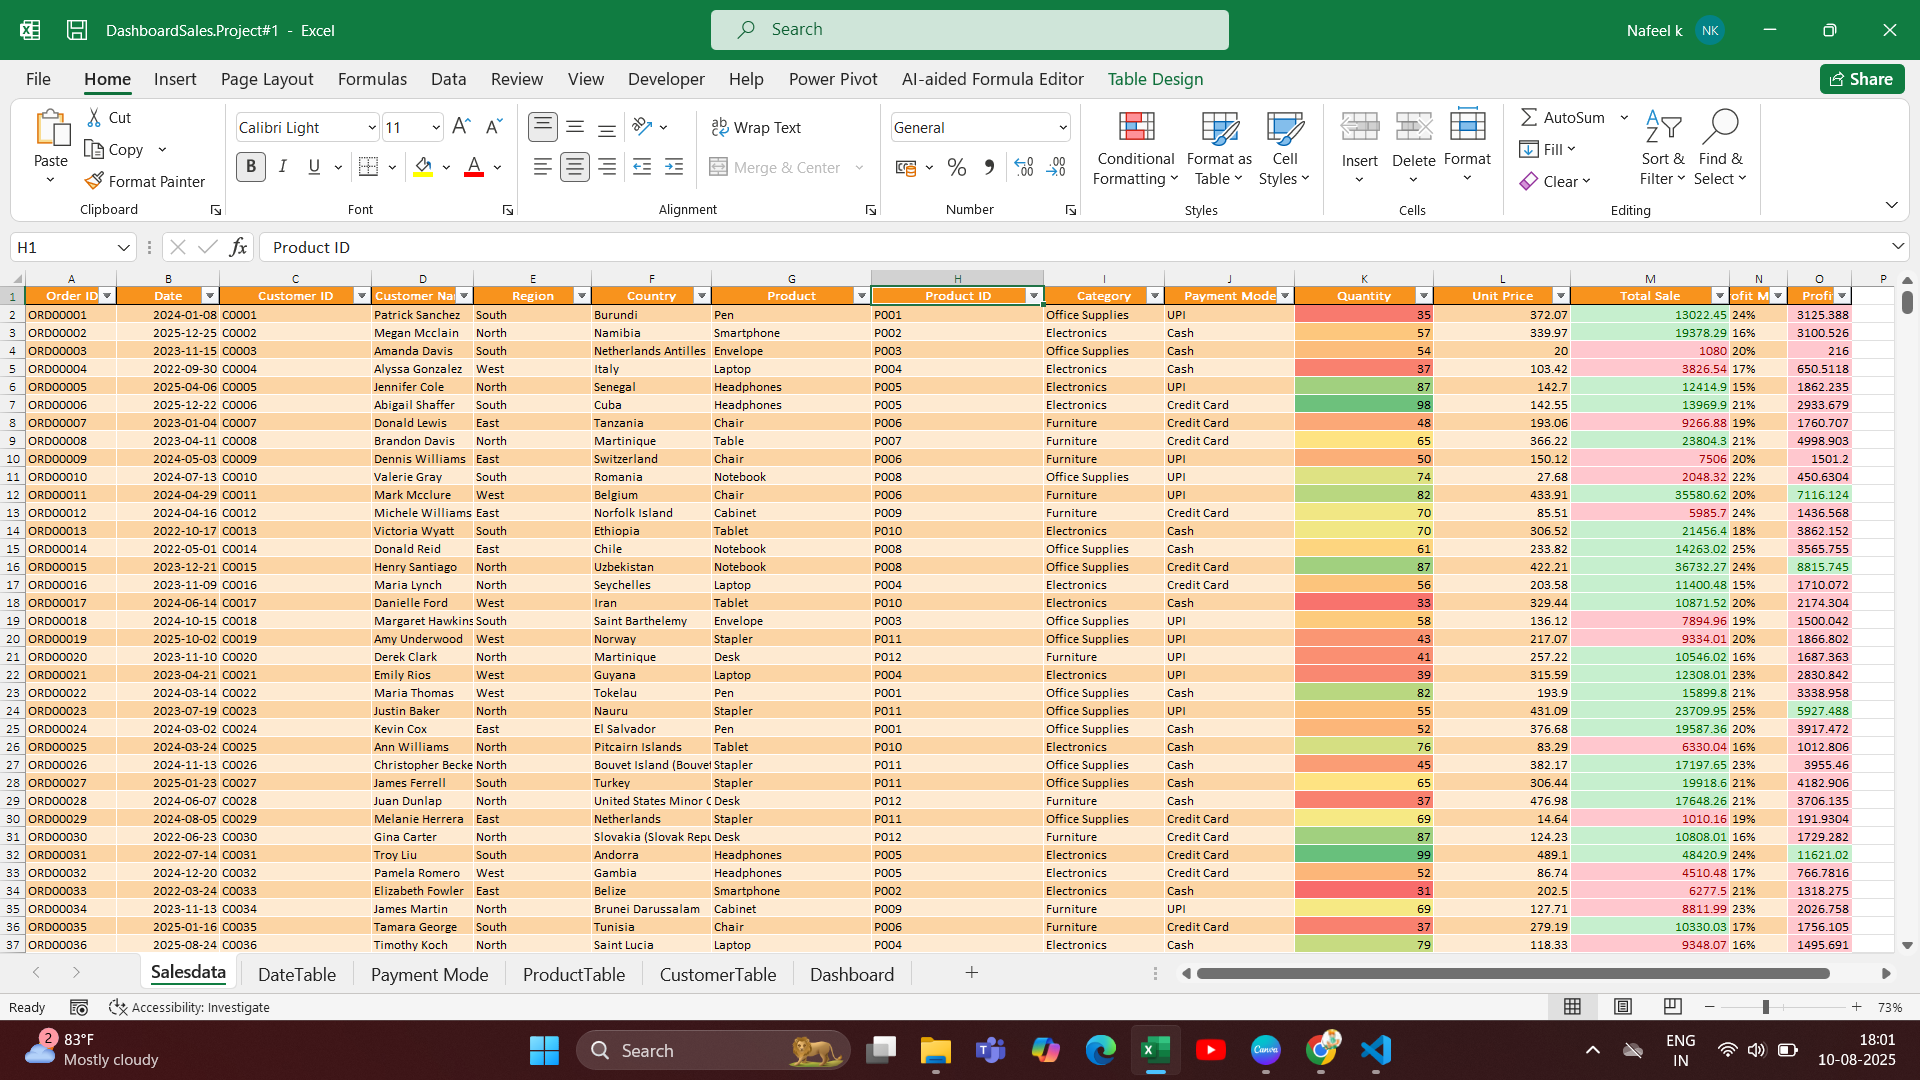 DashboardSales.Project#1 - Excel
Search
Nafeel k
NK
File Home Insert Page Layout Formulas Data Review View Developer Help Power Pivot AI-aided Formula Editor Table Design
Share
Paste
Cut
Copy
Format Painter
Clipboard
Calibri Light 11
B I U
Font
Wrap Text
Merge & Center
Alignment
General
Number
Conditional Formatting
Format as Table
Cell Styles
Styles
Insert Delete Format
Cells
AutoSum
Fill
Clear
Sort & Filter
Find & Select
Editing
H1 fx Product ID
A B C D E F G H I J K L M N O P
1 Order ID Date Customer ID Customer Na Region Country Product Product ID Category Payment Mode Quantity Unit Price Total Sale ofit M Profi
2 ORD00001 2024-01-08 C0001 Patrick Sanchez South Burundi Pen P001 Office Supplies UPI 35 372.07 13022.45 24% 3125.388
3 ORD00002 2025-12-25 C0002 Megan Mcclain North Namibia Smartphone P002 Electronics Cash 57 339.97 19378.29 16% 3100.526
4 ORD00003 2023-11-15 C0003 Amanda Davis South Netherlands Antilles Envelope P003 Office Supplies Cash 54 20 1080 20% 216
5 ORD00004 2022-09-30 C0004 Alyssa Gonzalez West Italy Laptop P004 Electronics Cash 37 103.42 3826.54 17% 650.5118
6 ORD00005 2025-04-06 C0005 Jennifer Cole North Senegal Headphones P005 Electronics UPI 87 142.7 12414.9 15% 1862.235
7 ORD00006 2025-12-22 C0006 Abigail Shaffer South Cuba Headphones P005 Electronics Credit Card 98 142.55 13969.9 21% 2933.679
8 ORD00007 2023-01-04 C0007 Donald Lewis East Tanzania Chair P006 Furniture Credit Card 48 193.06 9266.88 19% 1760.707
9 ORD00008 2023-04-11 C0008 Brandon Davis North Martinique Table P007 Furniture Credit Card 65 366.22 23804.3 21% 4998.903
10 ORD00009 2024-05-03 C0009 Dennis Williams East Switzerland Chair P006 Furniture UPI 50 150.12 7506 20% 1501.2
11 ORD00010 2024-07-13 C0010 Valerie Gray South Romania Notebook P008 Office Supplies UPI 74 27.68 2048.32 22% 450.6304
12 ORD00011 2024-04-29 C0011 Mark Mcclure West Belgium Chair P006 Furniture UPI 82 433.91 35580.62 20% 7116.124
13 ORD00012 2024-04-16 C0012 Michele Williams East Norfolk Island Cabinet P009 Furniture Credit Card 70 85.51 5985.7 24% 1436.568
14 ORD00013 2022-10-17 C0013 Victoria Wyatt South Ethiopia Tablet P010 Electronics Cash 70 306.52 21456.4 18% 3862.152
15 ORD00014 2022-05-01 C0014 Donald Reid East Chile Notebook P008 Office Supplies Cash 61 233.82 14263.02 25% 3565.755
16 ORD00015 2023-12-21 C0015 Henry Santiago North Uzbekistan Notebook P008 Office Supplies Credit Card 87 422.21 36732.27 24% 8815.745
17 ORD00016 2023-11-09 C0016 Maria Lynch North Seychelles Laptop P004 Electronics Credit Card 56 203.58 11400.48 15% 1710.072
18 ORD00017 2024-06-14 C0017 Danielle Ford West Iran Tablet P010 Electronics Cash 33 329.44 10871.52 20% 2174.304
19 ORD00018 2024-10-15 C0018 Margaret Hawkins South Saint Barthelemy Envelope P003 Office Supplies UPI 58 136.12 7894.96 19% 1500.042
20 ORD00019 2025-10-02 C0019 Amy Underwood West Norway Stapler P011 Office Supplies UPI 43 217.07 9334.01 20% 1866.802
21 ORD00020 2023-11-10 C0020 Derek Clark North Martinique Desk P012 Furniture UPI 41 257.22 10546.02 16% 1687.363
22 ORD00021 2023-04-21 C0021 Emily Rios West Guyana Laptop P004 Electronics UPI 39 315.59 12308.01 23% 2830.842
23 ORD00022 2024-03-14 C0022 Maria Thomas West Tokelau Pen P001 Office Supplies Cash 82 193.9 15899.8 21% 3338.958
24 ORD00023 2023-07-19 C0023 Justin Baker North Nauru Stapler P011 Office Supplies UPI 55 431.09 23709.95 25% 5927.488
25 ORD00024 2024-03-02 C0024 Kevin Cox East El Salvador Pen P001 Office Supplies Cash 52 376.68 19587.36 20% 3917.472
26 ORD00025 2024-03-24 C0025 Ann Williams North Pitcairn Islands Tablet P010 Electronics Cash 76 83.29 6330.04 16% 1012.806
27 ORD00026 2024-11-13 C0026 Christopher Becke North Bouvet Island (Bouvet Stapler P011 Office Supplies Cash 45 382.17 17197.65 23% 3955.46
28 ORD00027 2025-01-23 C0027 James Ferrell South Turkey Stapler P011 Office Supplies Cash 65 306.44 19918.6 21% 4182.906
29 ORD00028 2024-06-07 C0028 Juan Dunlap North United States Minor C Desk P012 Furniture Cash 37 476.98 17648.26 21% 3706.135
30 ORD00029 2024-08-05 C0029 Melanie Herrera East Netherlands Stapler P011 Office Supplies Credit Card 69 14.64 1010.16 19% 191.9304
31 ORD00030 2022-06-23 C0030 Gina Carter North Slovakia (Slovak Repu Desk P012 Furniture Credit Card 87 124.23 10808.01 16% 1729.282
32 ORD00031 2022-07-14 C0031 Troy Liu South Andorra Headphones P005 Electronics Credit Card 99 489.1 48420.9 24% 11621.02
33 ORD00032 2024-12-20 C0032 Pamela Romero West Gambia Headphones P005 Electronics Credit Card 52 86.74 4510.48 17% 766.7816
34 ORD00033 2022-03-24 C0033 Elizabeth Fowler East Belize Smartphone P002 Electronics Cash 31 202.5 6277.5 21% 1318.275
35 ORD00034 2023-11-13 C0034 James Martin North Brunei Darussalam Cabinet P009 Furniture UPI 69 127.71 8811.99 23% 2026.758
36 ORD00035 2025-01-16 C0035 Tamara George South Tunisia Chair P006 Furniture Credit Card 37 279.19 10330.03 17% 1756.105
37 ORD00036 2025-08-24 C0036 Timothy Koch North Saint Lucia Laptop P004 Electronics Cash 79 118.33 9348.07 16% 1495.691
Salesdata DateTable Payment Mode ProductTable CustomerTable Dashboard
Ready Accessibility: Investigate 73%
2
83°F
Mostly cloudy
Search
Canva
ENG
IN
18:01
10-08-2025